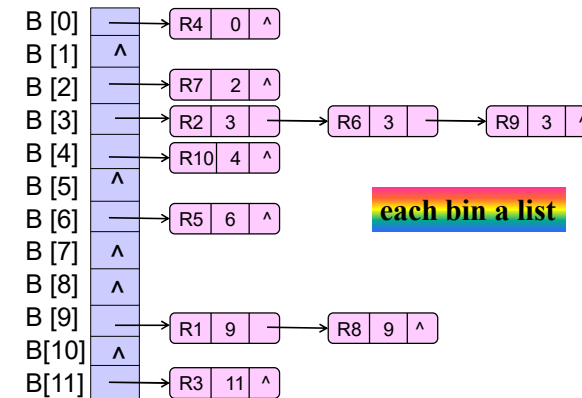 B [0] R4 0 ^
B [1] ^
B [2] R7 2 ^
B [3] R2 3 R6 3 R9 3 ^
B [4] R10 4 ^
B [5] ^
B [6] R5 6 ^
each bin a list
B [7] ^
B [8] ^
B [9] R1 9 R8 9 ^
B[10] ^
B[11] R3 11 ^